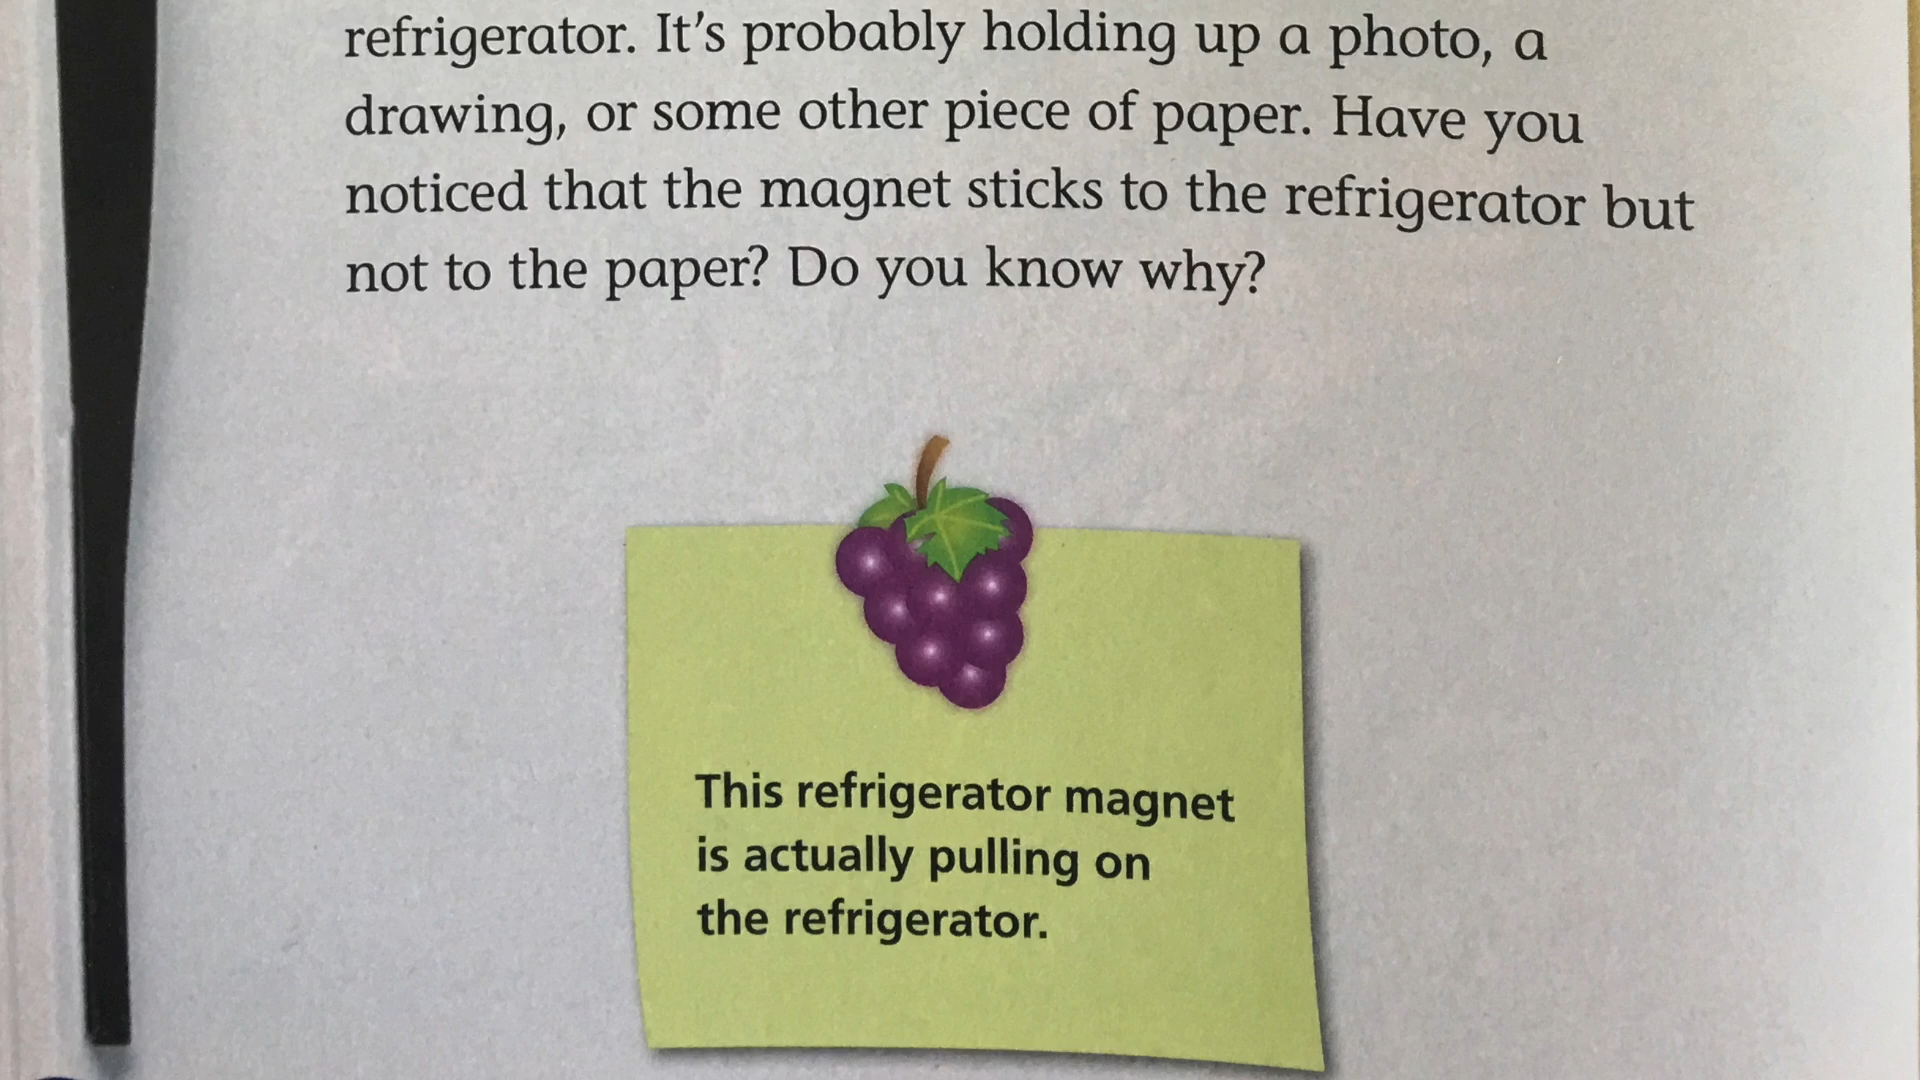 refrigerator. It's probably holding up a photo, a
drawing, or some other piece of paper. Have you
noticed that the magnet sticks to the refrigerator but
not to the paper? Do you know why?
This refrigerator magnet
is actually pulling on
the refrigerator.